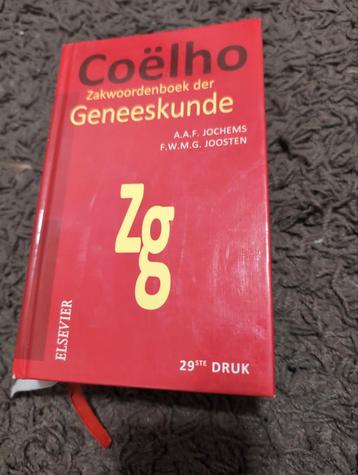 Coëlho
Zakwoordenboek der
Geneeskunde
A.A.F. JOCHEMS
F.W.M.G. JOOSTEN
Zg
ELSEVIER
29STE DRUK